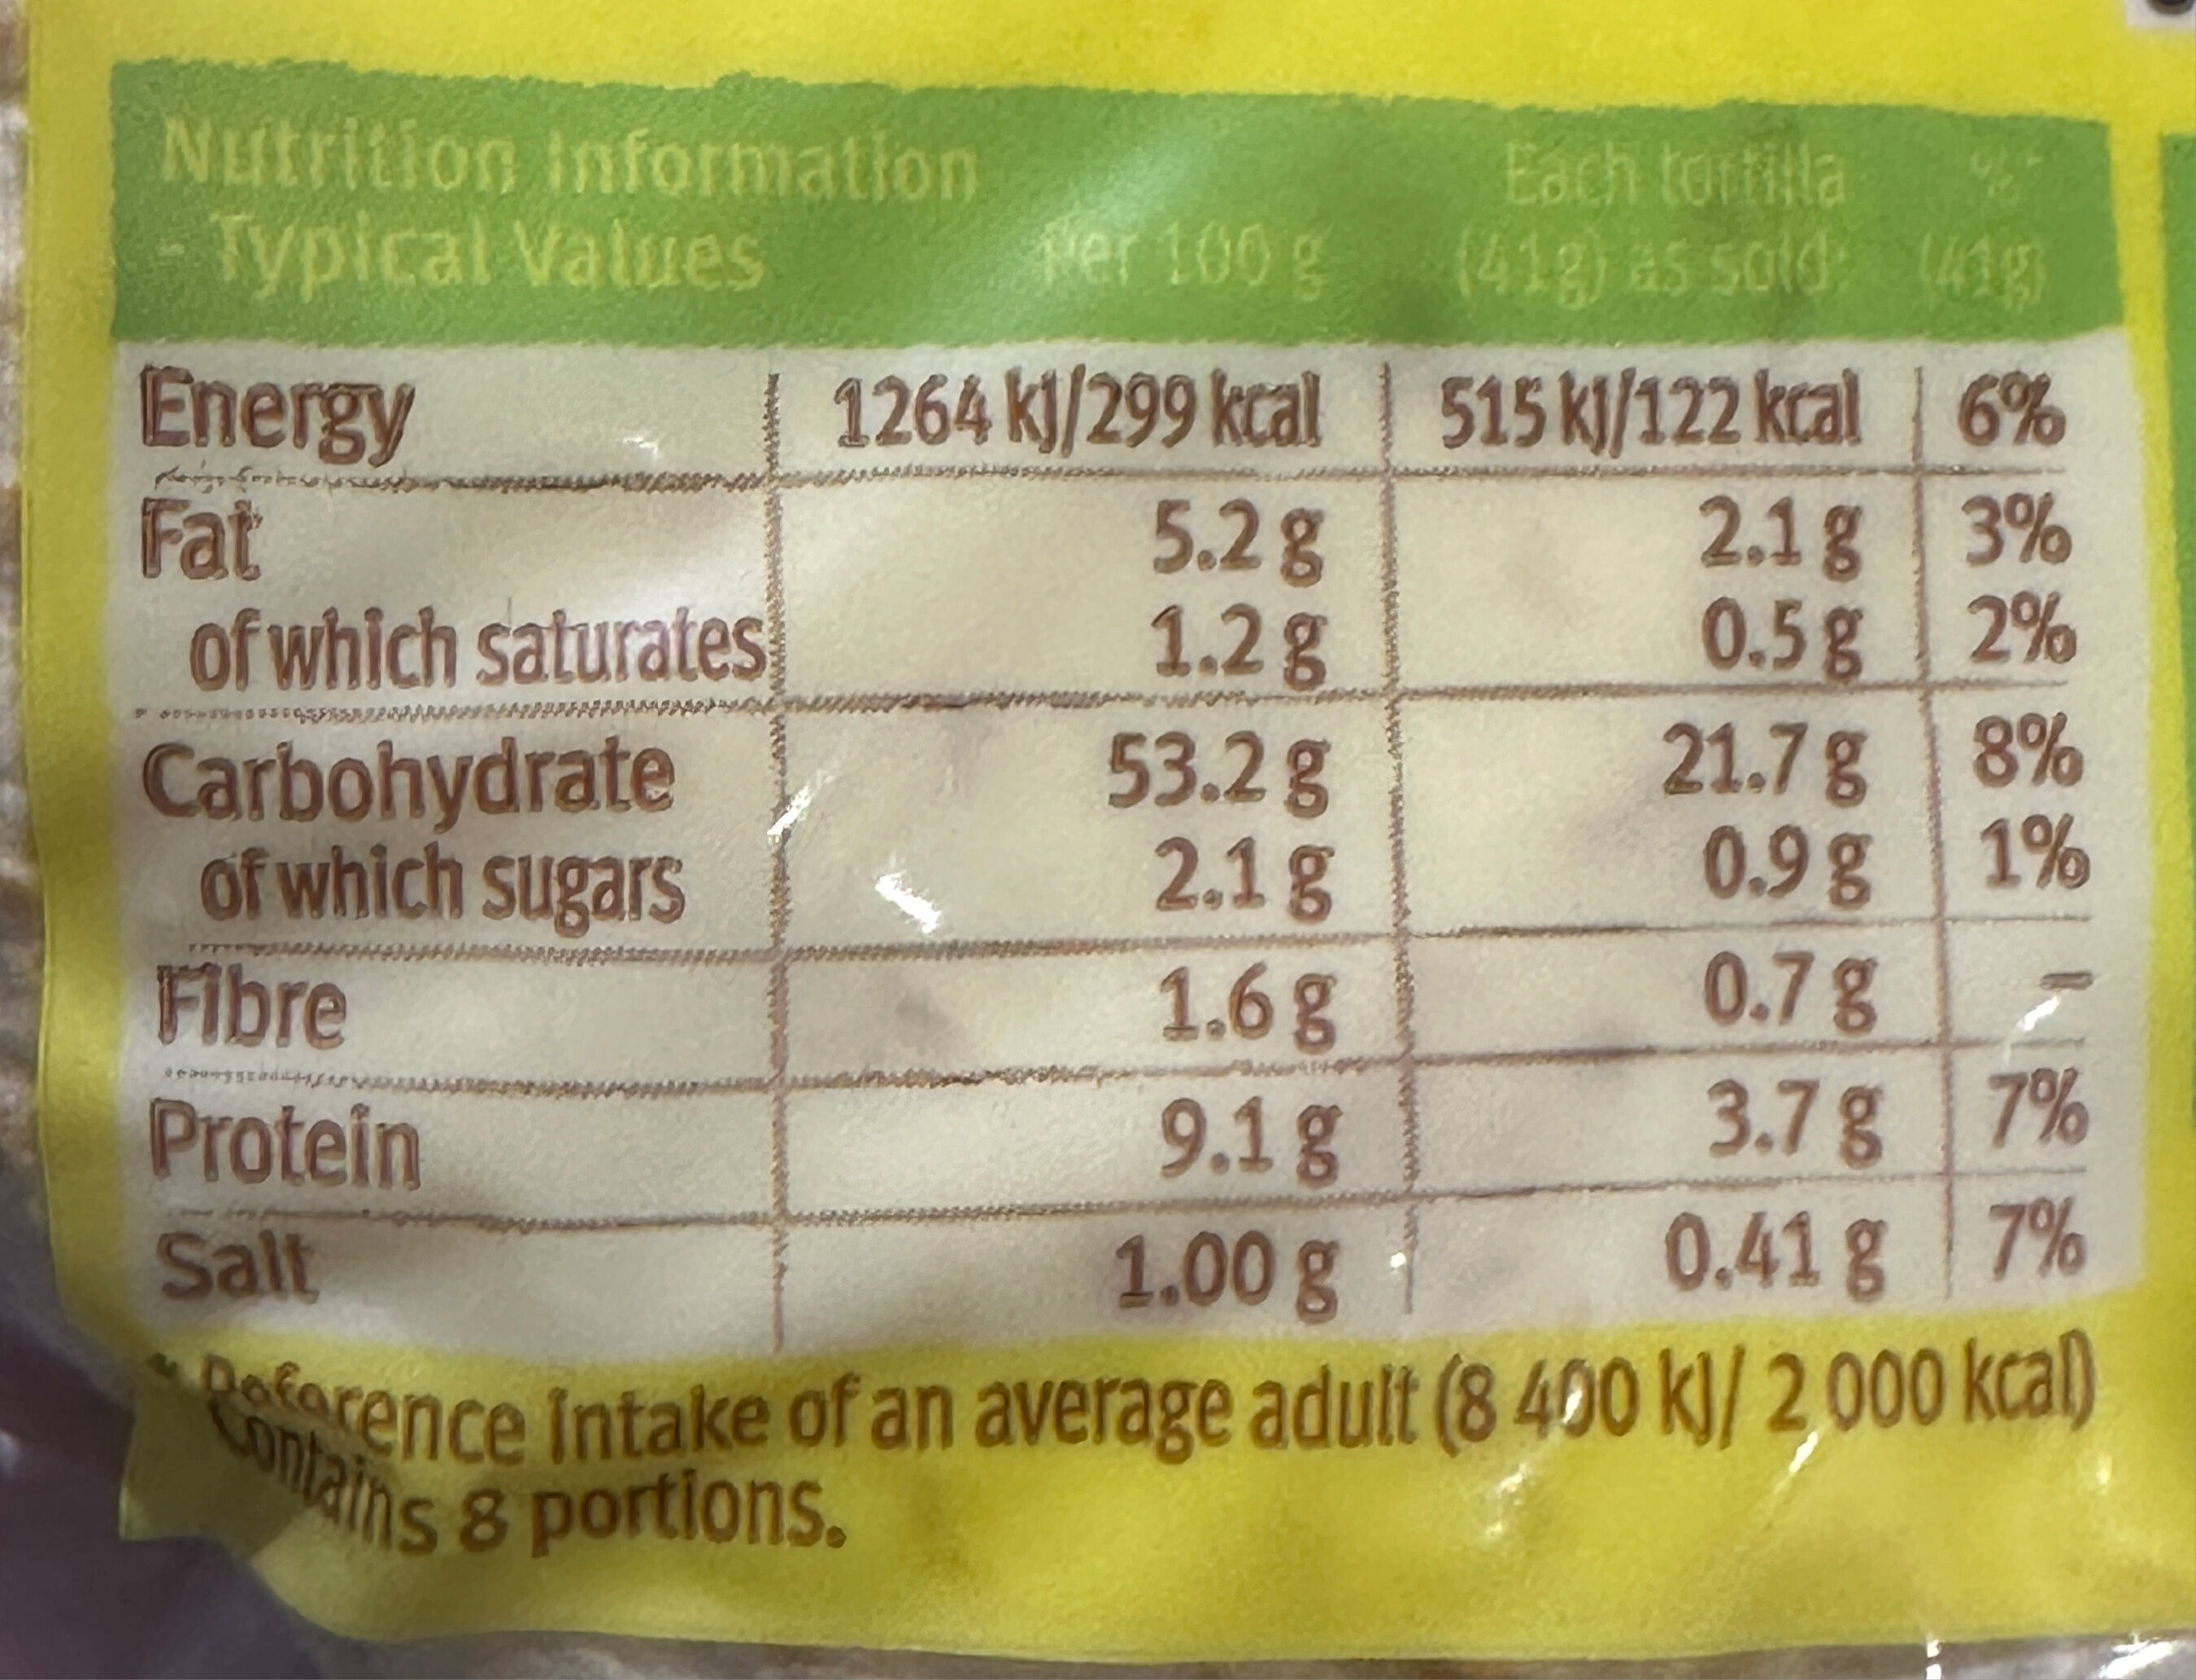 Nutrition Information
- Typical Values Per 100 g Each tortilla (41g) as sold: %* (41g)
Energy 1264 kJ/299 kcal 515 kJ/122 kcal 6%
Fat 5.2 g 2.1 g 3%
of which saturates 1.2 g 0.5 g 2%
Carbohydrate 53.2 g 21.7 g 8%
of which sugars 2.1 g 0.9 g 1%
Fibre 1.6 g 0.7 g -
Protein 9.1 g 3.7 g 7%
Salt 1.00 g 0.41 g 7%
* Reference intake of an average adult (8 400 kJ/ 2 000 kcal)
Contains 8 portions.